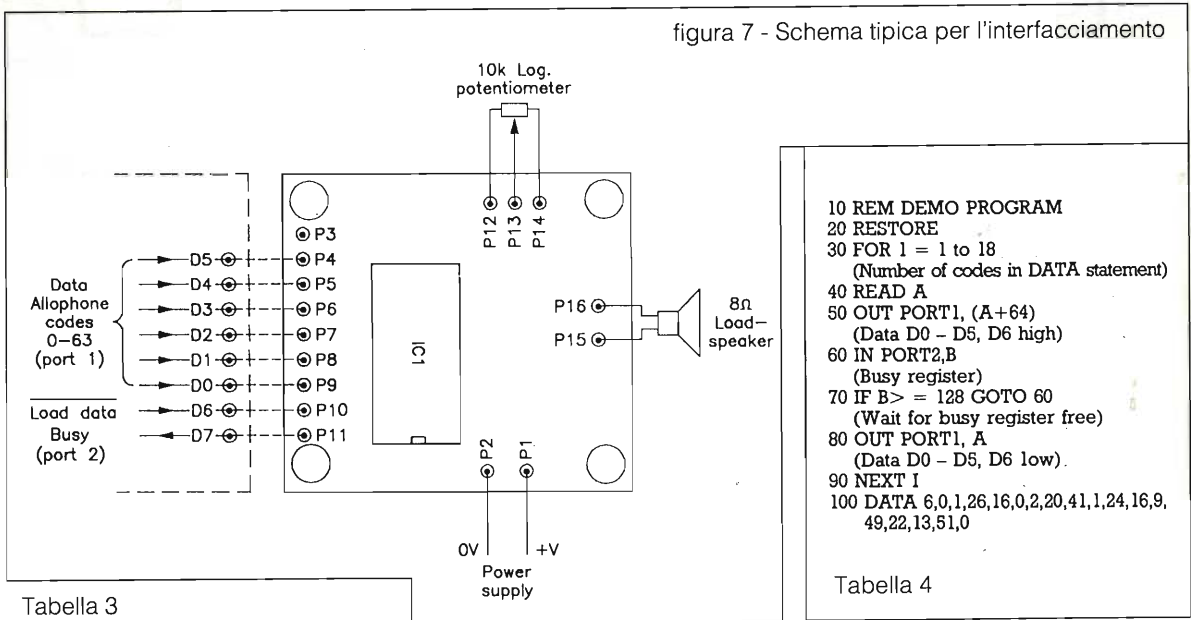 figura 7 - Schema tipica per l'interfacciamento
10k Log.
potentiometer
P12
P13
P14
P3
D5 P4
D4 P5
D3 P6
D2 P7
D1 P8
D0 P9
D6 P10
D7 P11
Data
Allophone
codes
0-63
(port 1)
Load data
Busy
(port 2)
IC1
P16
P15
8Ω
Load-
speaker
P2
P1
0V
+V
Power
supply
Tabella 3
10 REM DEMO PROGRAM
20 RESTORE
30 FOR 1 = 1 to 18
(Number of codes in DATA statement)
40 READ A
50 OUT PORT1, (A+64)
(Data D0 – D5, D6 high)
60 IN PORT2,B
(Busy register)
70 IF B> = 128 GOTO 60
(Wait for busy register free)
80 OUT PORT1, A
(Data D0 – D5, D6 low).
90 NEXT I
100 DATA 6,0,1,26,16,0,2,20,41,1,24,16,9,
49,22,13,51,0
Tabella 4